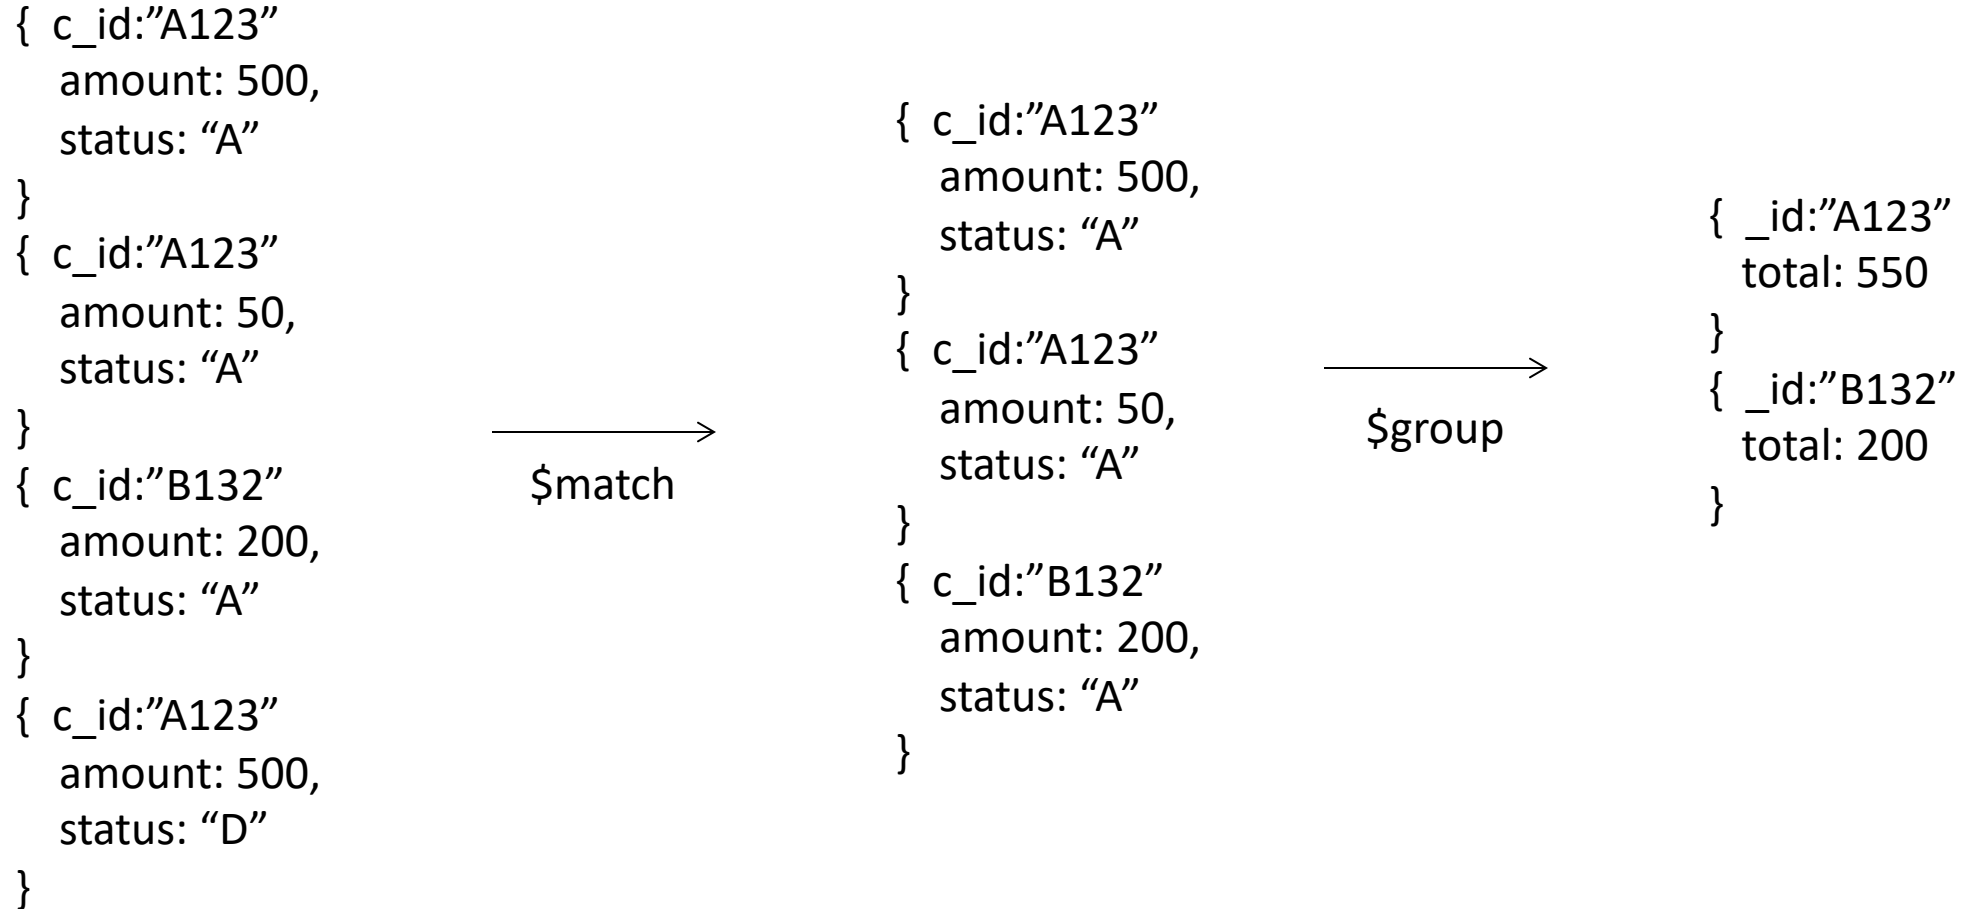 { c_id:”A123”
amount: 500,
status: “A”
}
{ c_id:”A123”
amount: 50,
status: “A”
}
{ c_id:”B132”
amount: 200,
status: “A”
}
{ c_id:”A123”
amount: 500,
status: “D”
}
$match
{ c_id:”A123”
amount: 500,
status: “A”
}
{ c_id:”A123”
amount: 50,
status: “A”
}
{ c_id:”B132”
amount: 200,
status: “A”
}
$group
{ _id:”A123”
total: 550
}
{ _id:”B132”
total: 200
}